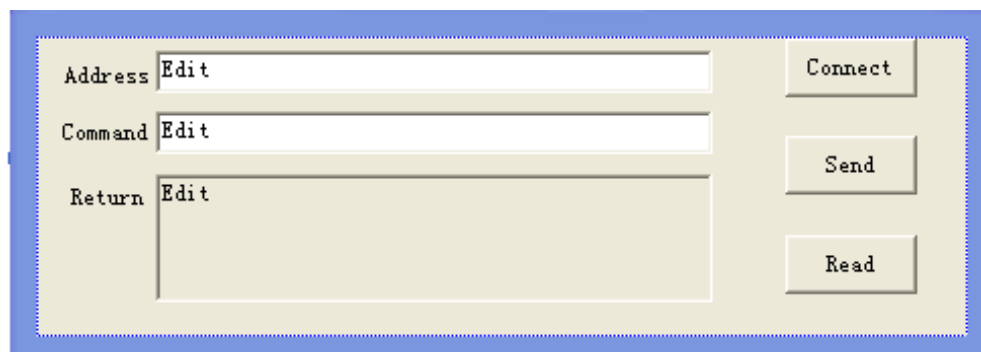 Address Edit Connect
Command Edit
Send
Return Edit
Read